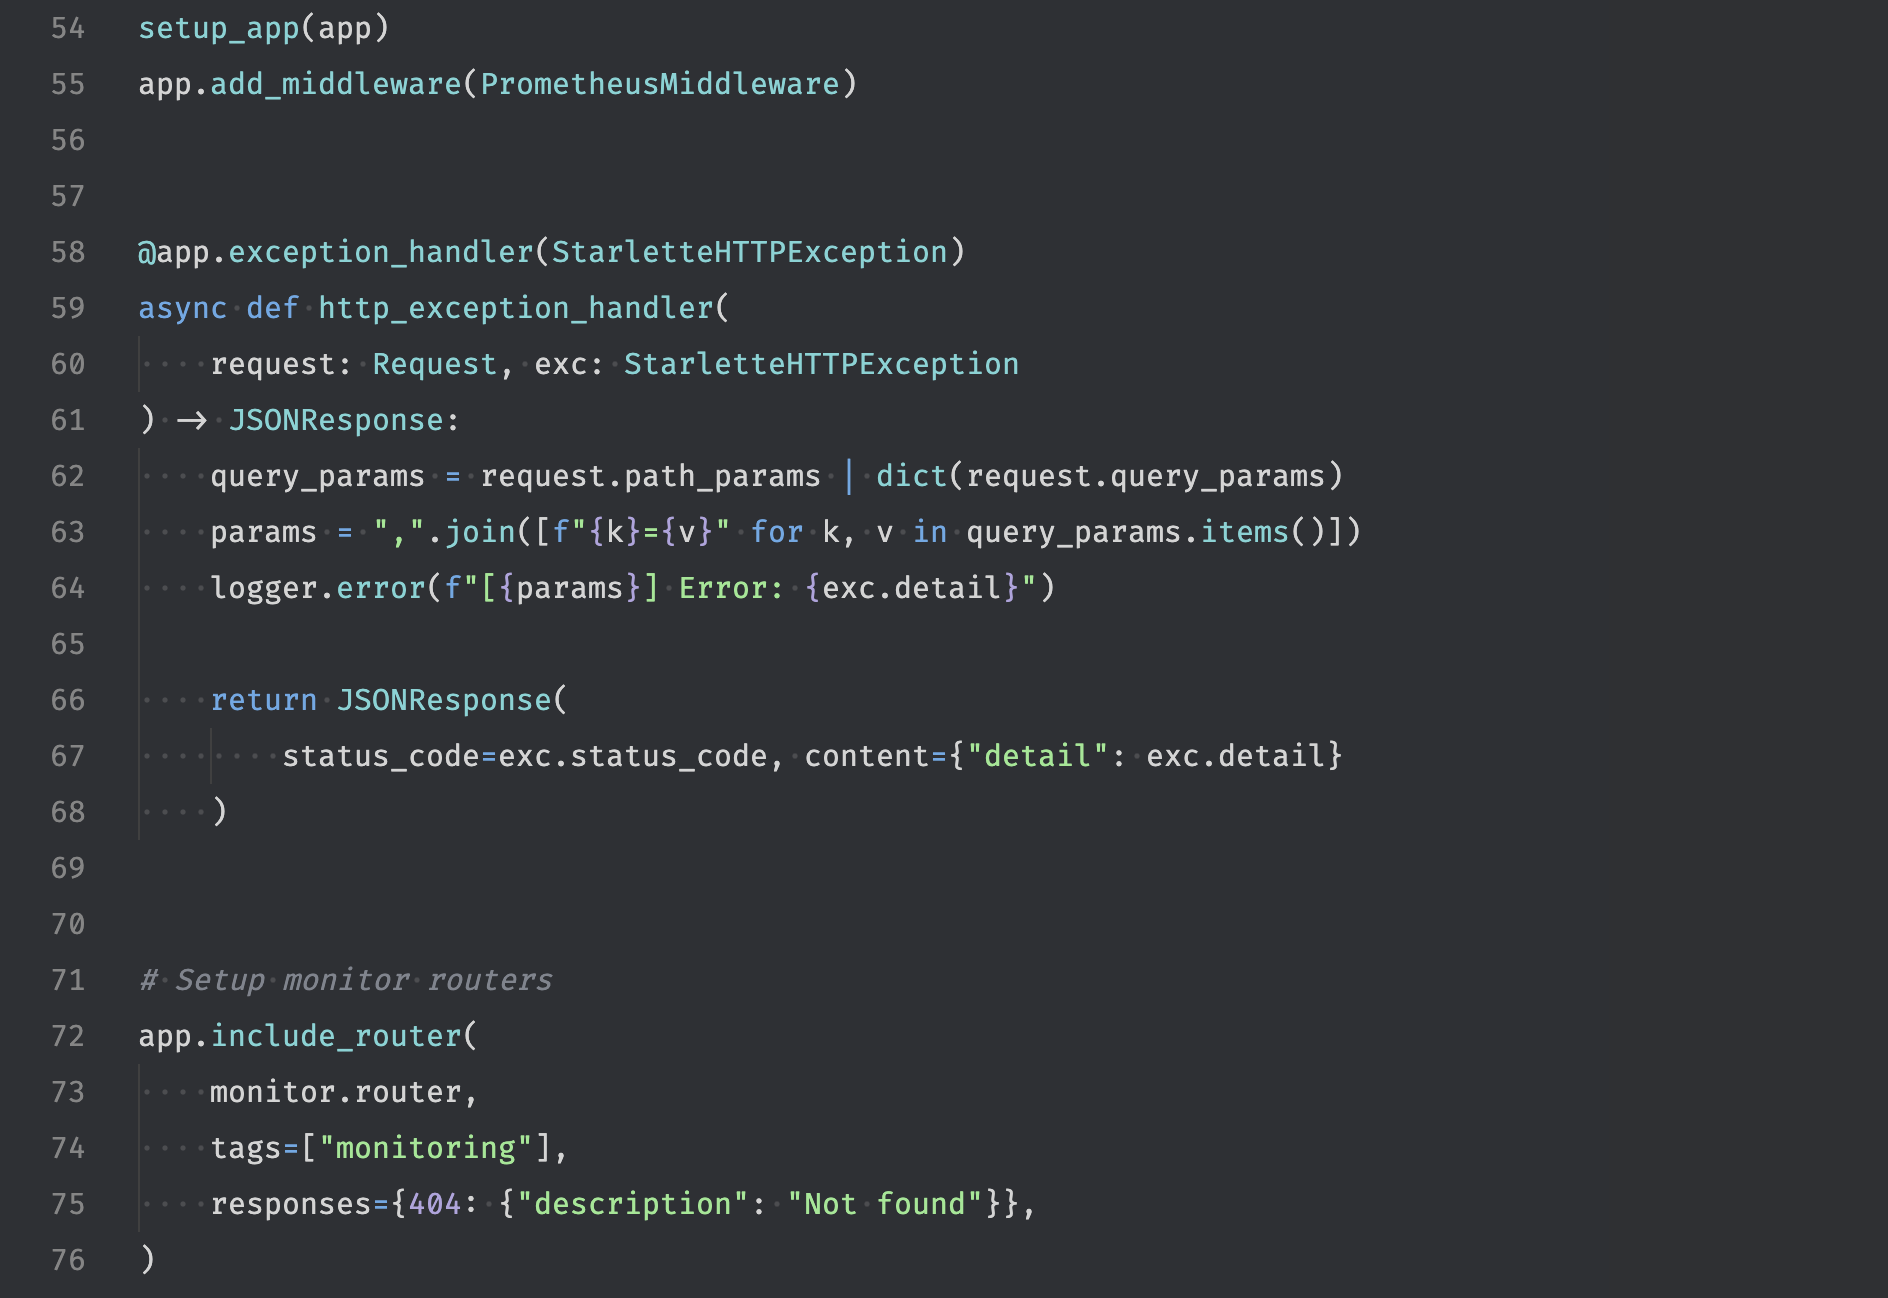 54 setup_app(app)
55 app.add_middleware(PrometheusMiddleware)
56
57
58 @app.exception_handler(StarletteHTTPException)
59 async def http_exception_handler(
60     request: Request, exc: StarletteHTTPException
61 ) -> JSONResponse:
62     query_params = request.path_params | dict(request.query_params)
63     params = ",".join([f"{k}={v}" for k, v in query_params.items()])
64     logger.error(f"[{params}] Error: {exc.detail}")
65
66     return JSONResponse(
67         status_code=exc.status_code, content={"detail": exc.detail}
68     )
69
70
71 # Setup monitor routers
72 app.include_router(
73     monitor.router,
74     tags=["monitoring"],
75     responses={404: {"description": "Not found"}},
76 )